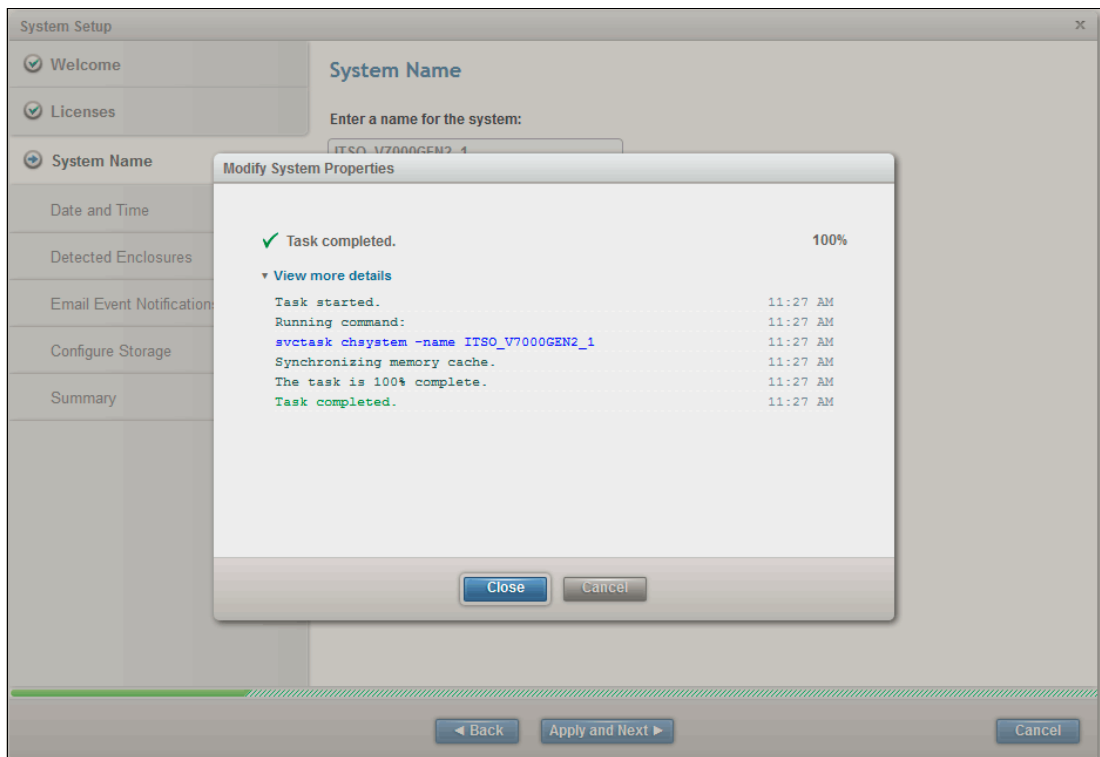 System Setup x
Welcome
Licenses
System Name
Date and Time
Detected Enclosures
Email Event Notification
Configure Storage
Summary
System Name
Enter a name for the system:
ITSO_V7000GEN2_1
Modify System Properties
Task completed. 100%
View more details
Task started. 11:27 AM
Running command: 11:27 AM
svctask chsystem -name ITSO_V7000GEN2_1 11:27 AM
Synchronizing memory cache. 11:27 AM
The task is 100% complete. 11:27 AM
Task completed. 11:27 AM
Close Cancel
Back Apply and Next Cancel